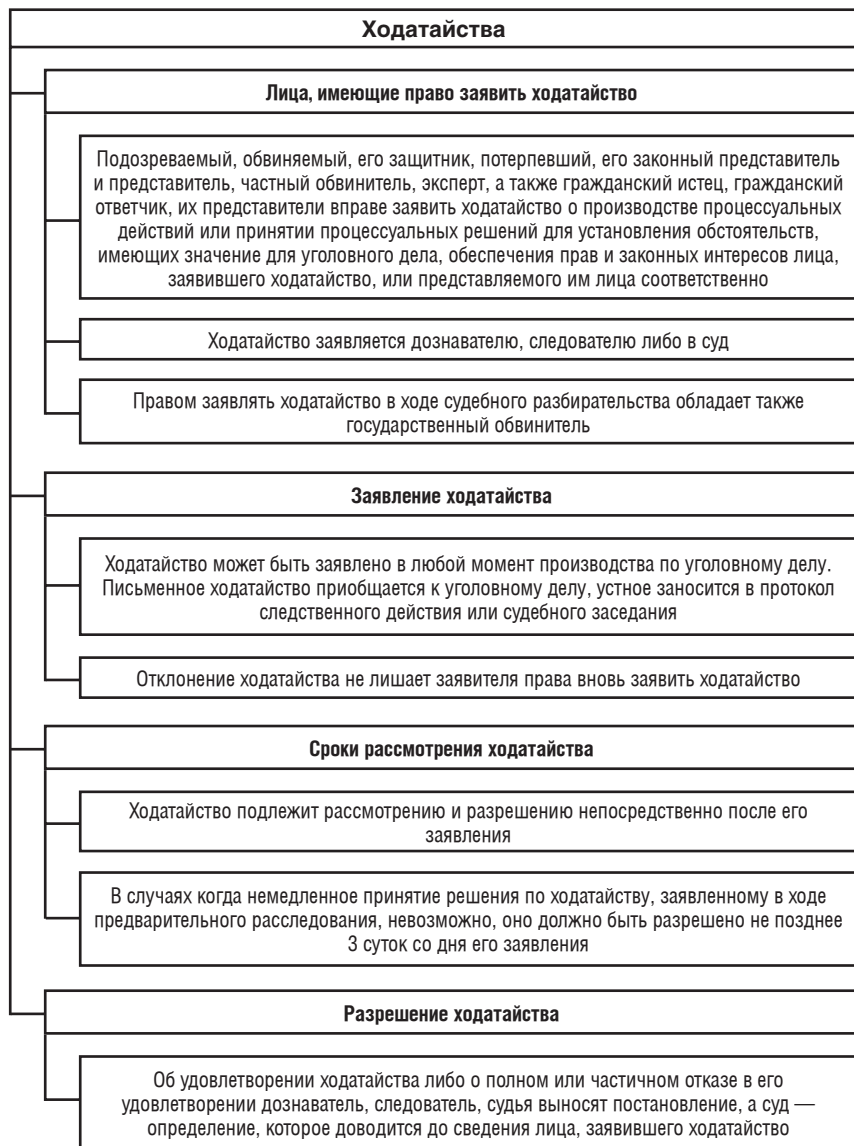 Ходатайства
Лица, имеющие право заявить ходатайство
Подозреваемый, обвиняемый, его защитник, потерпевший, его законный представитель
и представитель, частный обвинитель, эксперт, а также гражданский истец, гражданский
ответчик, их представители вправе заявить ходатайство о производстве процессуальных
действий или принятии процессуальных решений для установления обстоятельств,
имеющих значение для уголовного дела, обеспечения прав и законных интересов лица,
заявившего ходатайство, или представляемого им лица соответственно
Ходатайство заявляется дознавателю, следователю либо в суд
Правом заявлять ходатайство в ходе судебного разбирательства обладает также
государственный обвинитель
Заявление ходатайства
Ходатайство может быть заявлено в любой момент производства по уголовному делу.
Письменное ходатайство приобщается к уголовному делу, устное заносится в протокол
следственного действия или судебного заседания
Отклонение ходатайства не лишает заявителя права вновь заявить ходатайство
Сроки рассмотрения ходатайства
Ходатайство подлежит рассмотрению и разрешению непосредственно после его
заявления
В случаях когда немедленное принятие решения по ходатайству, заявленному в ходе
предварительного расследования, невозможно, оно должно быть разрешено не позднее
3 суток со дня его заявления
Разрешение ходатайства
Об удовлетворении ходатайства либо о полном или частичном отказе в его
удовлетворении дознаватель, следователь, судья выносят постановление, а суд —
определение, которое доводится до сведения лица, заявившего ходатайство